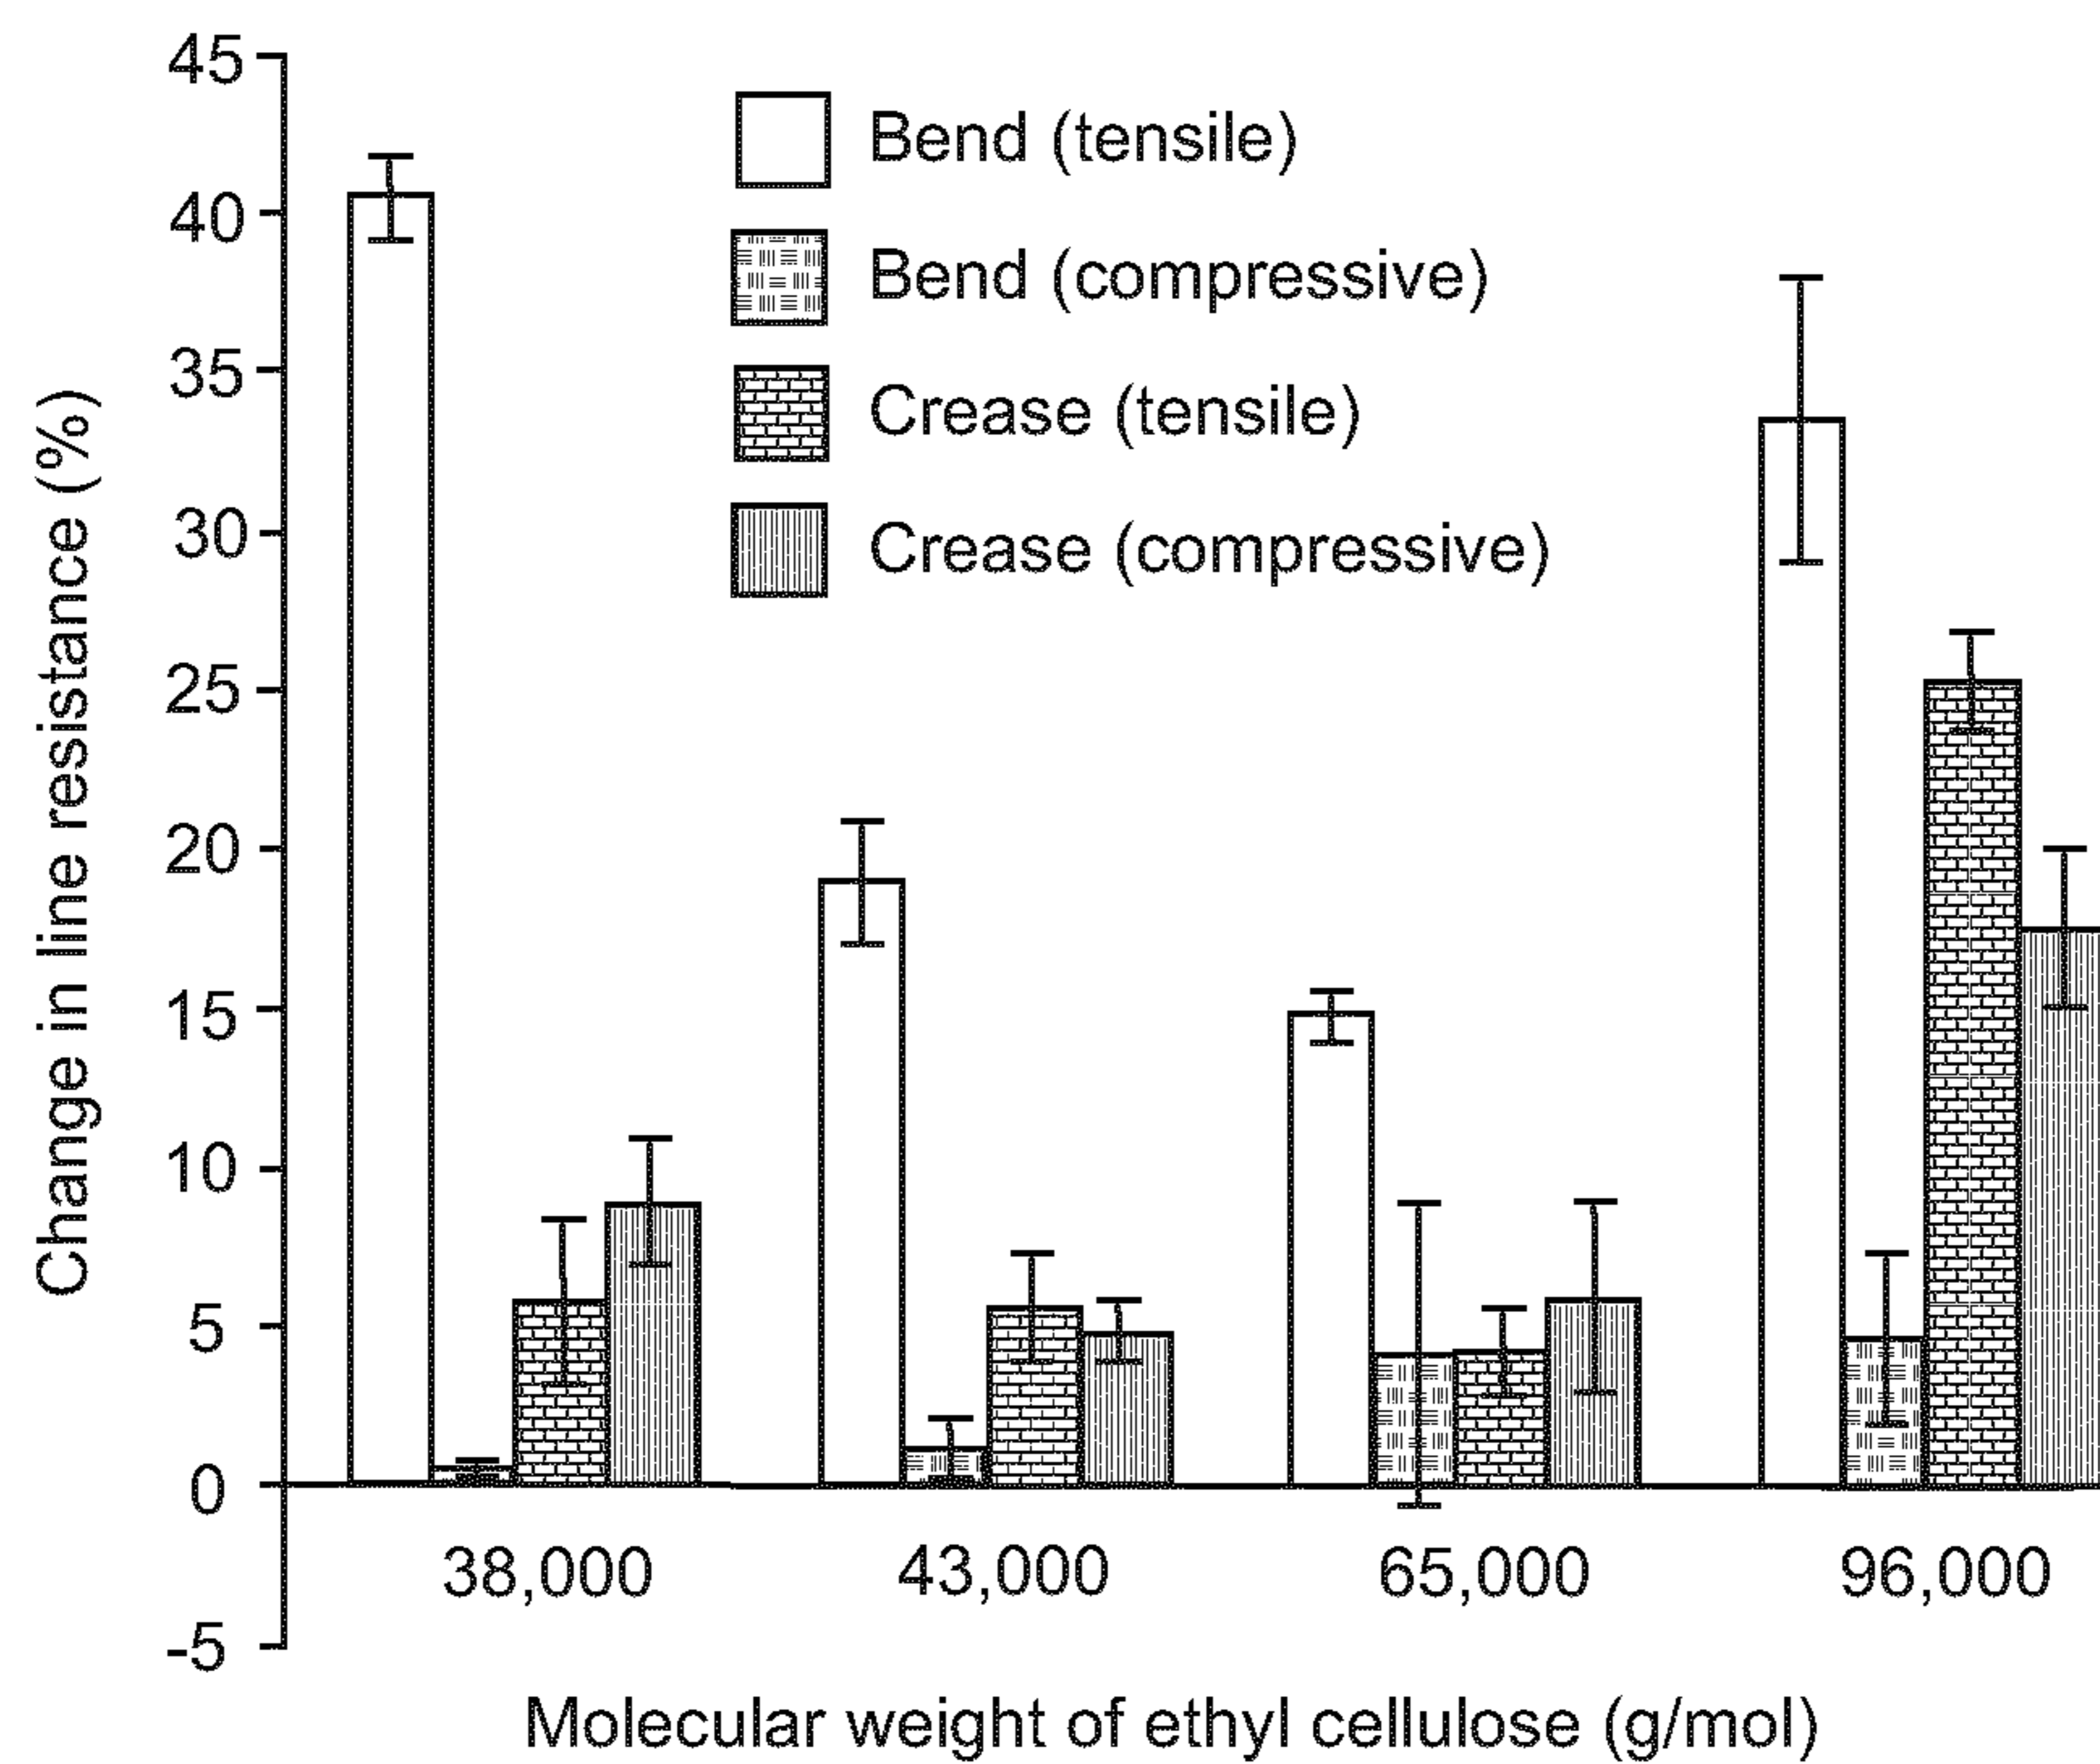 Change in line resistance (%)
45
40
35
30
25
20
15
10
5
0
-5
Bend (tensile)
Bend (compressive)
Crease (tensile)
Crease (compressive)
38,000 43,000 65,000 96,000
Molecular weight of ethyl cellulose (g/mol)